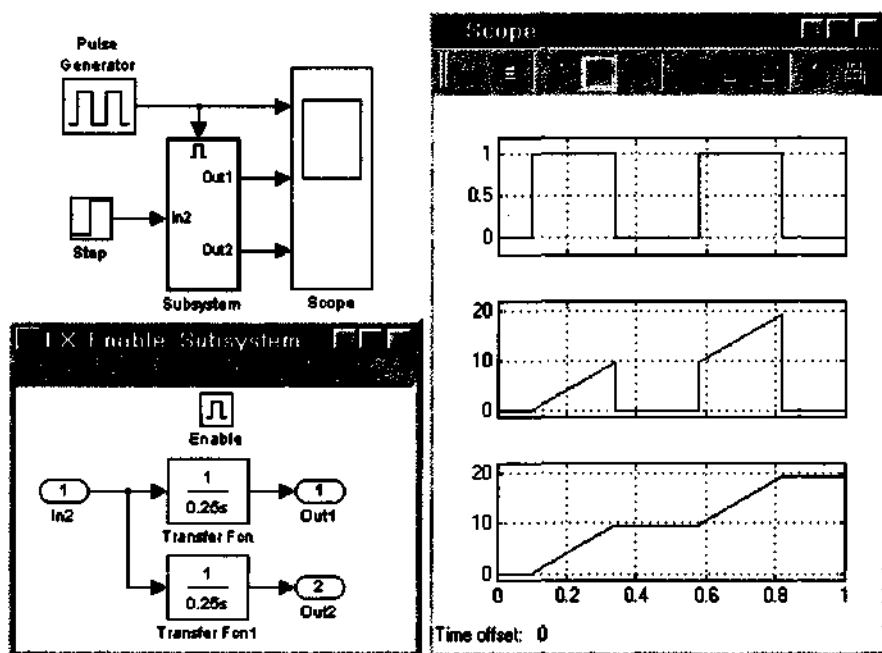 Pulse
Generator
Out1
In2
Step
Out2
Subsystem
Scope
EX Enable Subsystem
Enable
1
In2
1
0.25s
Transfer Fcn
1
Out1
1
0.25s
Transfer Fcn1
2
Out2
Scope
1
0.5
0
20
10
0
20
10
0
0
0.2
0.4
0.6
0.8
1
Time offset: 0